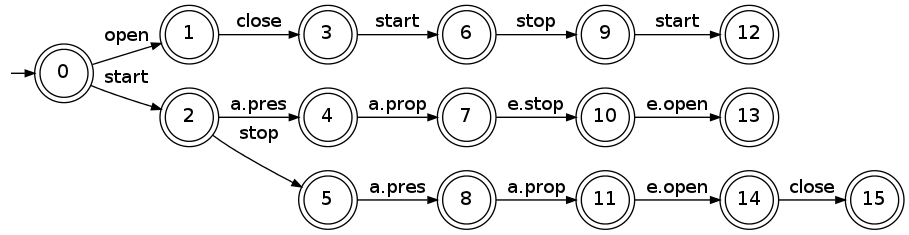 open
close
start
stop
start
1
3
6
9
12
0
start
a.pres
a.prop
e.stop
e.open
2
4
7
10
13
stop
a.pres
a.prop
e.open
close
5
8
11
14
15